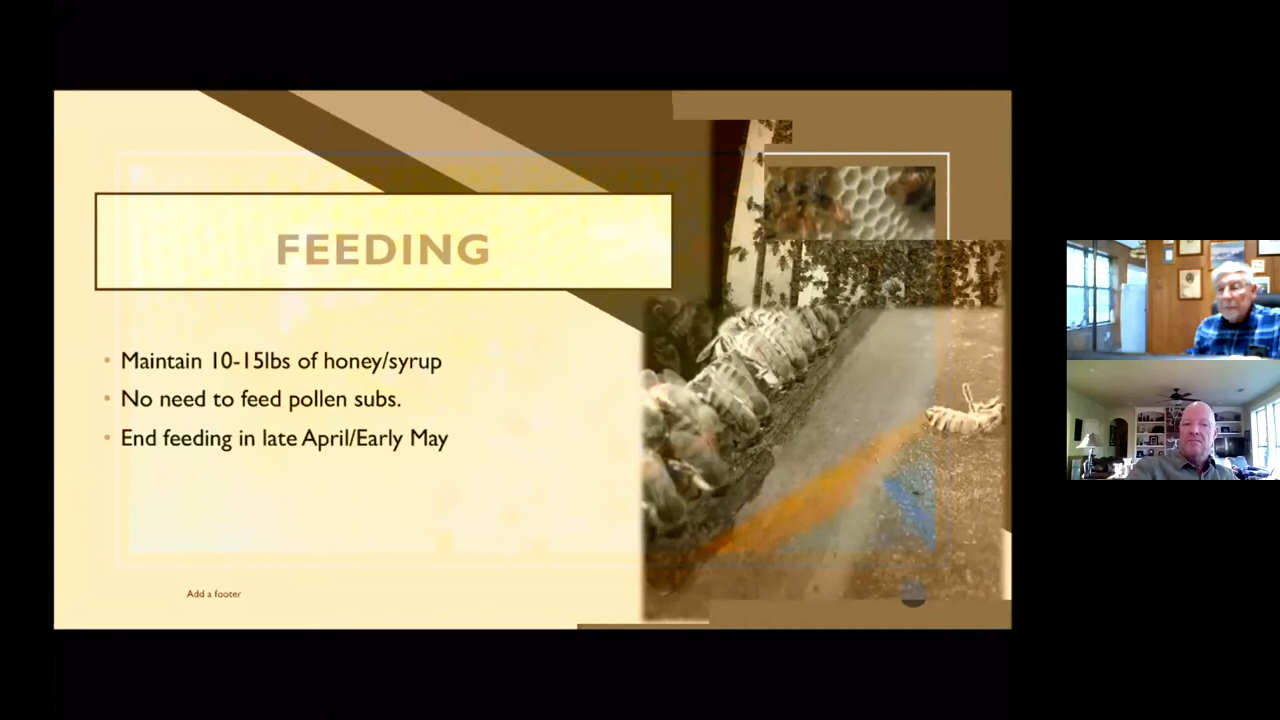 FEEDING
Maintain 10-15lbs of honey/syrup
No need to feed pollen subs.
End feeding in late April/Early May
Add a footer